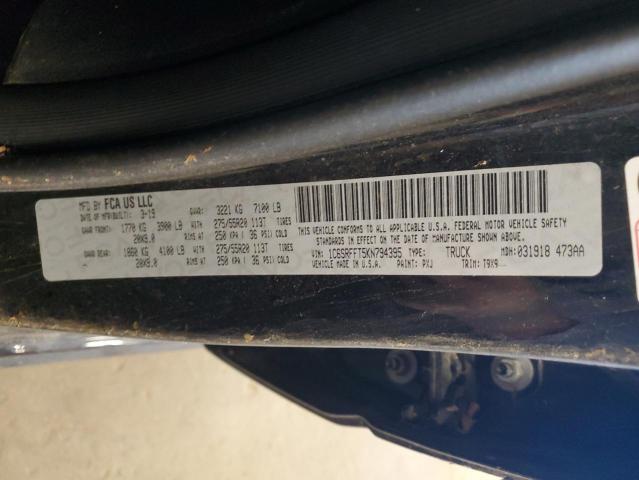 MFD BY FCA US LLC
DATE OF MFR(BUILT): 3-19 GVWR: 3221 KG 7100 LB
GAWR FRONT: 1770 KG 3900 LB 275/55R20 113T TIRES
20X9.0 RIMS AT 250 KPA / 36 PSI COLD
GAWR REAR: 1860 KG 4100 LB 275/55R20 113T TIRES
20X9.0 RIMS AT 250 KPA / 36 PSI COLD
THIS VEHICLE CONFORMS TO ALL APPLICABLE U.S.A. FEDERAL MOTOR VEHICLE SAFETY
STANDARDS IN EFFECT ON THE DATE OF MANUFACTURE SHOWN ABOVE.
VIN: 1C6SRFFT5KN794395 TYPE: TRUCK MDH: 031918 473AA
VEHICLE MADE IN U.S.A. PAINT: PXJ TRIM: T9X9